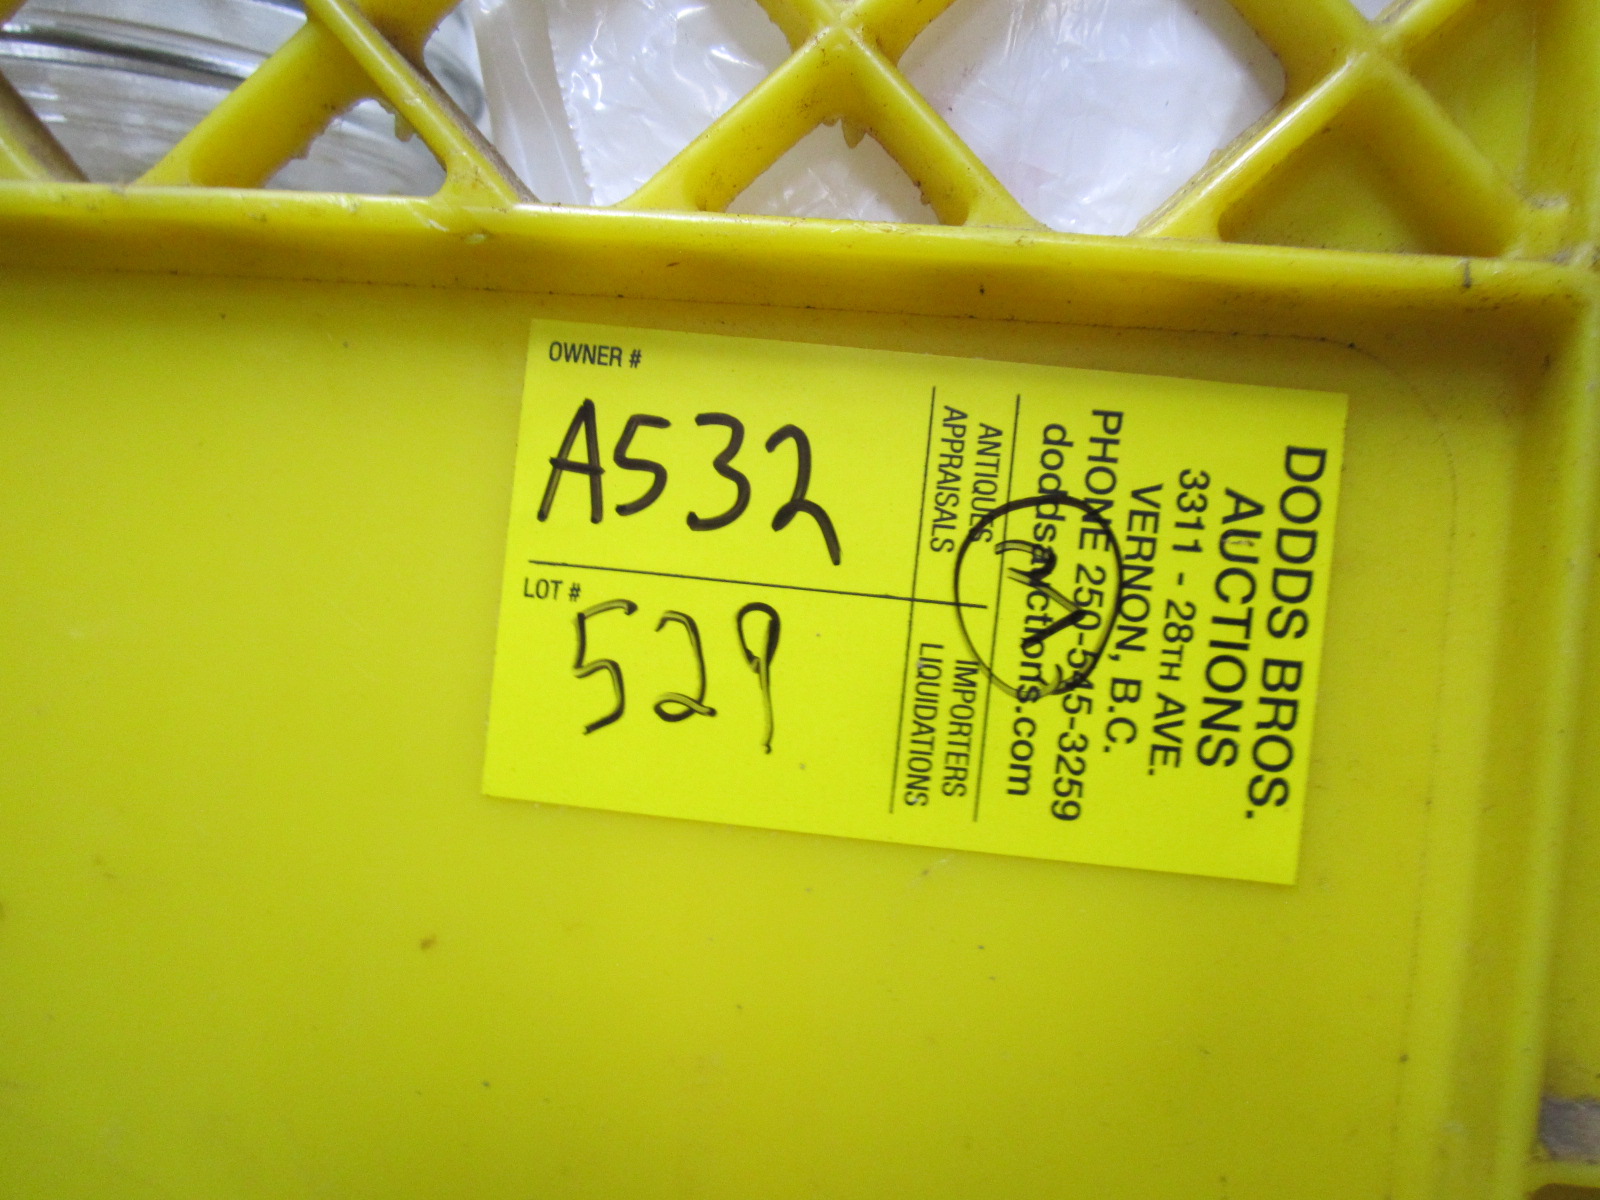 OWNER #
A532
LOT #
529
DODDS BROS.
AUCTIONS
3311 - 28TH AVE.
VERNON, B.C.
PHONE 250-545-3259
doddsauctions.com
ANTIQUES IMPORTERS
APPRAISALS LIQUIDATIONS
2